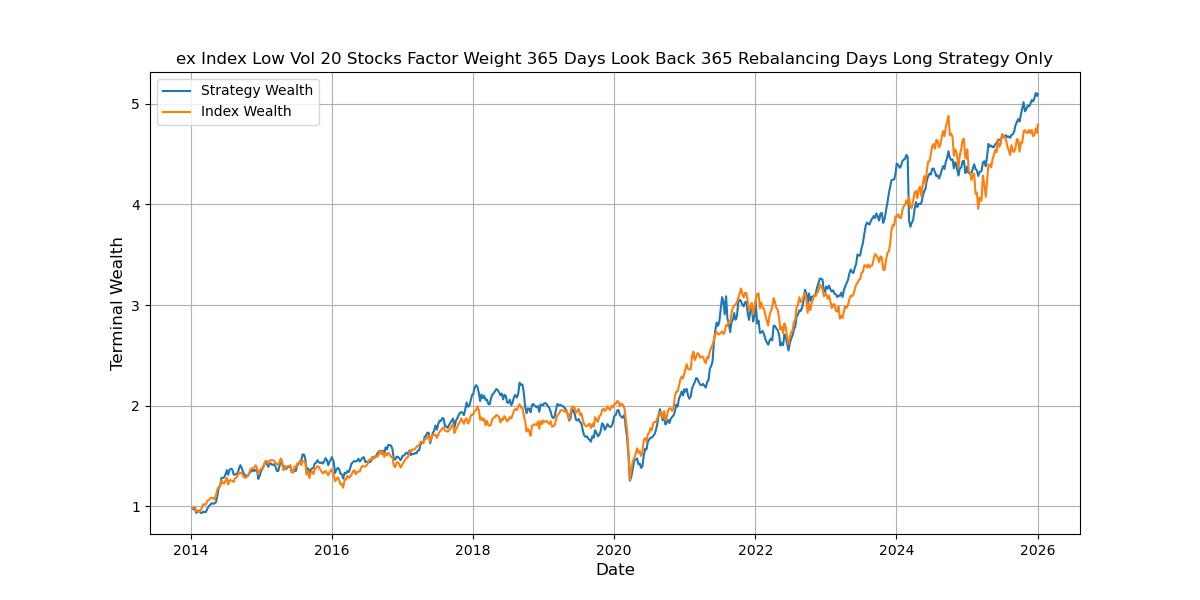 ex Index Low Vol 20 Stocks Factor Weight 365 Days Look Back 365 Rebalancing Days Long Strategy Only
Strategy Wealth
Index Wealth
Terminal Wealth
5
4
3
2
1
2014 2016 2018 2020 2022 2024 2026
Date